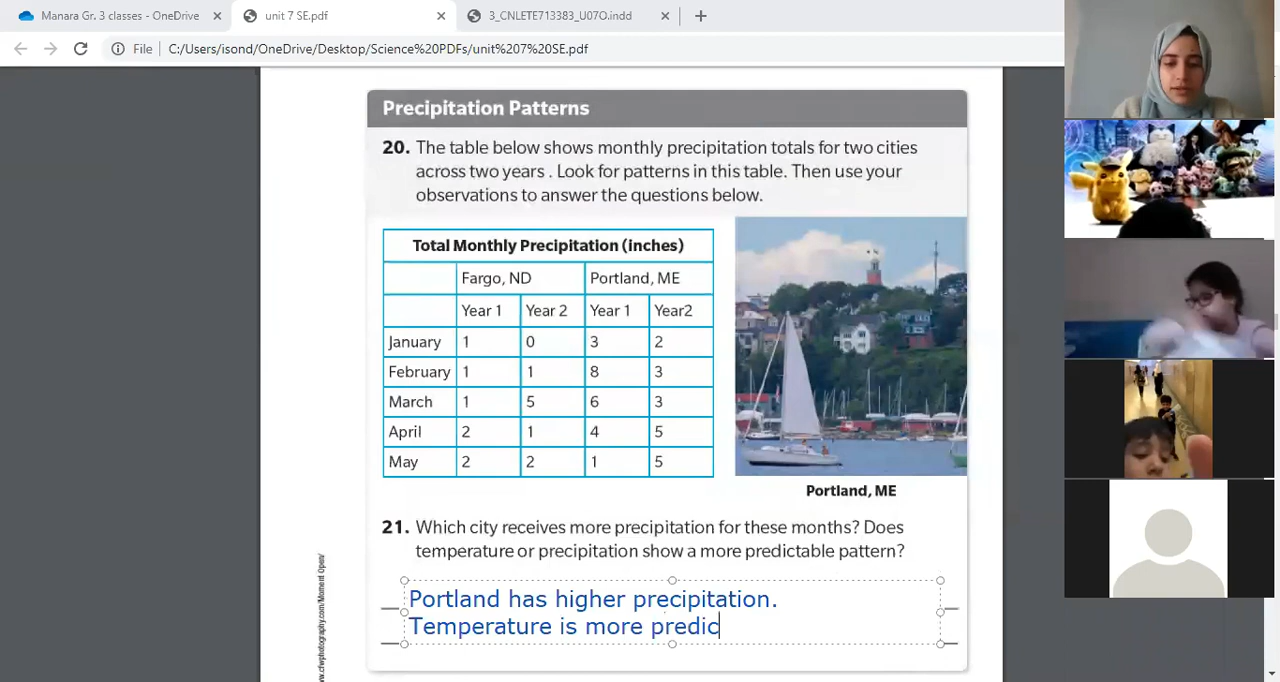 Manara Gr. 3 classes - OneDrive
unit 7 SE.pdf
3_CNLETE713383_U07O.indd
File
C:/Users/isond/OneDrive/Desktop/Science%20PDFs/unit%207%20SE.pdf
Precipitation Patterns
20. The table below shows monthly precipitation totals for two cities
across two years . Look for patterns in this table. Then use your
observations to answer the questions below.
Total Monthly Precipitation (inches)
Fargo, ND Portland, ME
Year 1 Year 2 Year 1 Year2
January 1 0 3 2
February 1 1 8 3
March 1 5 6 3
April 2 1 4 5
May 2 2 1 5
Portland, ME
21. Which city receives more precipitation for these months? Does
temperature or precipitation show a more predictable pattern?
Portland has higher precipitation.
Temperature is more predic
w.cfwphotography.com/Moment Open/